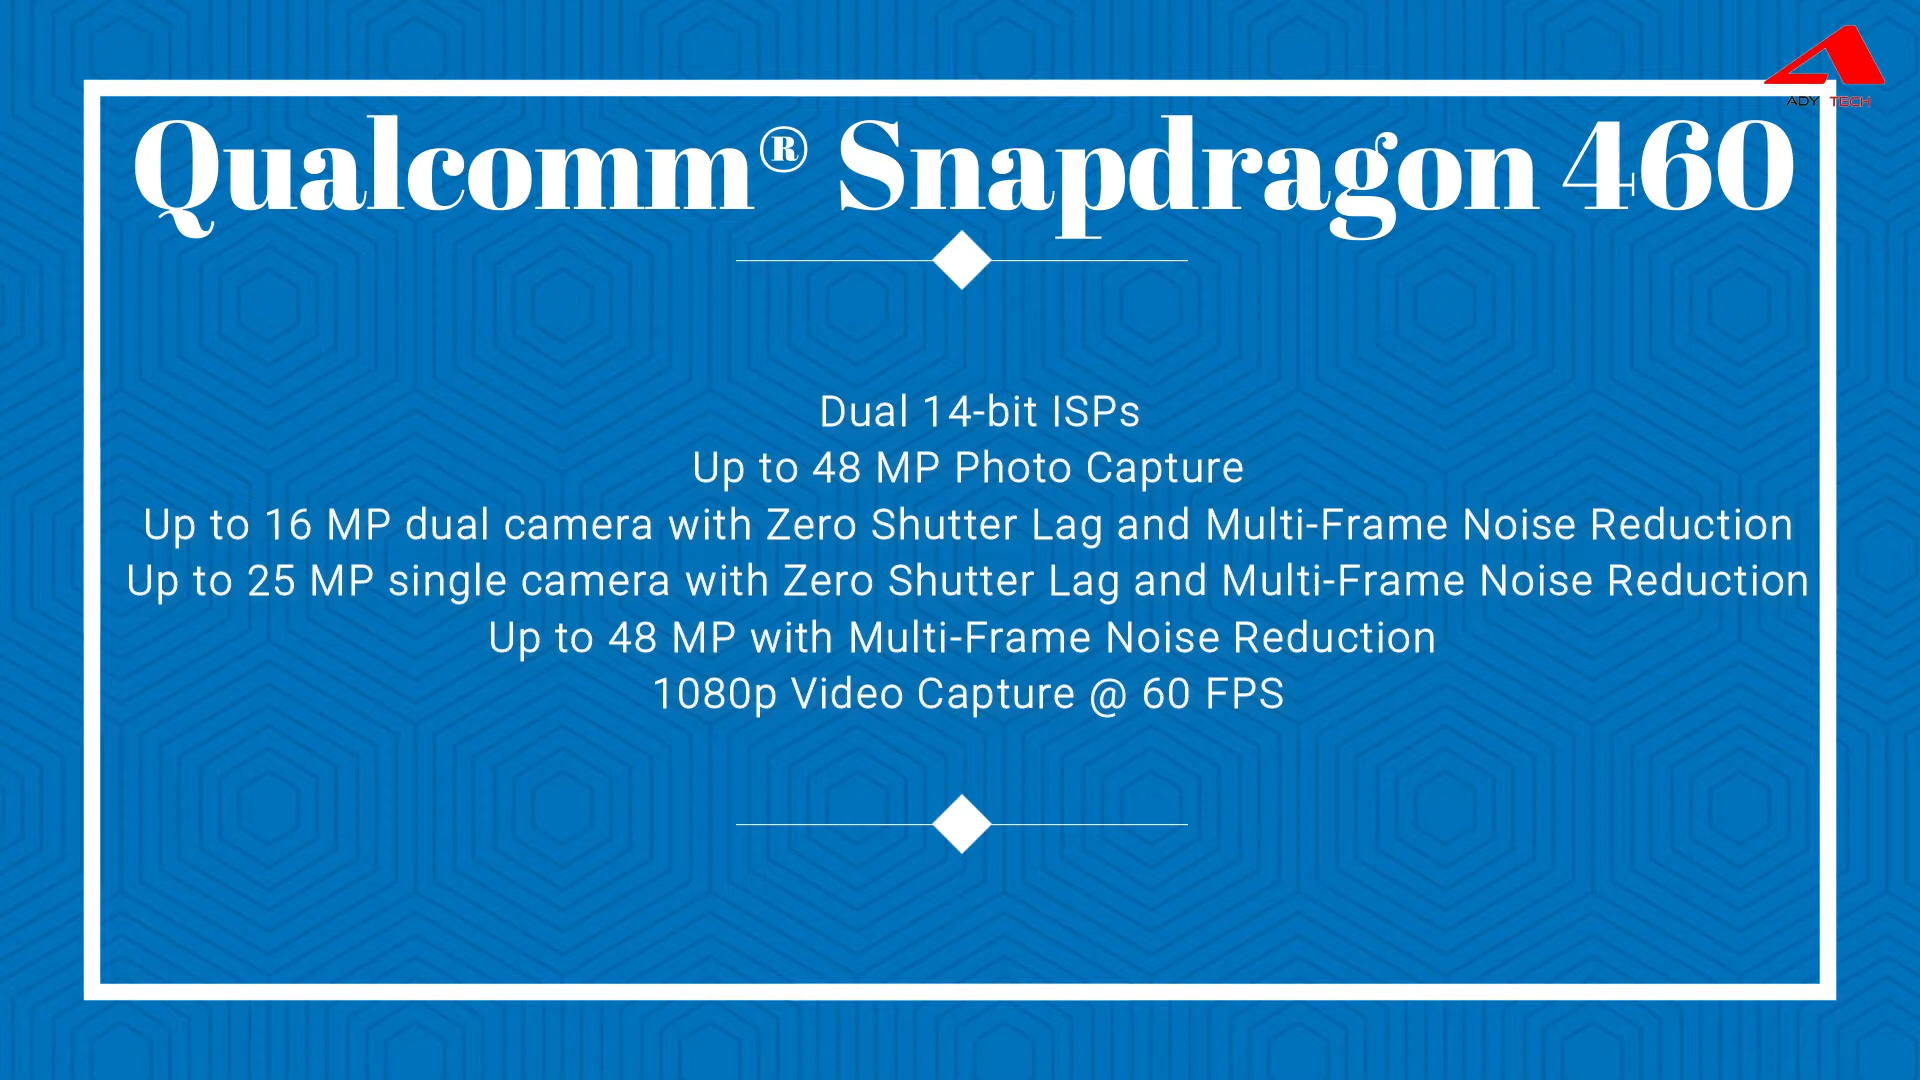 ADY TECH
Qualcomm® Snapdragon 460
Dual 14-bit ISPs
Up to 48 MP Photo Capture
Up to 16 MP dual camera with Zero Shutter Lag and Multi-Frame Noise Reduction
Up to 25 MP single camera with Zero Shutter Lag and Multi-Frame Noise Reduction
Up to 48 MP with Multi-Frame Noise Reduction
1080p Video Capture @ 60 FPS